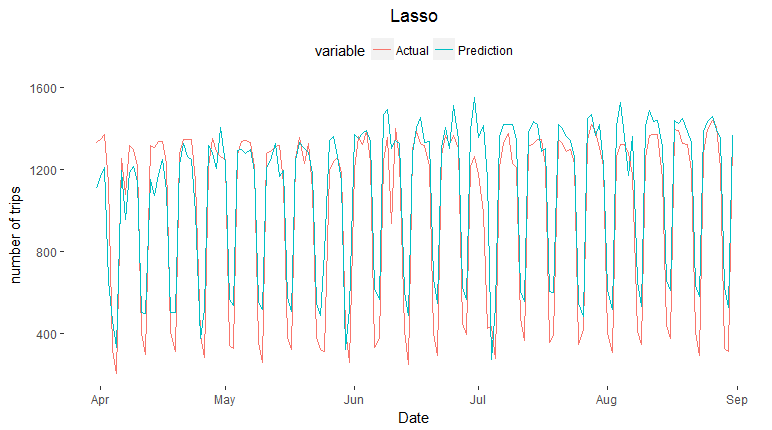 Lasso
variable Actual Prediction
number of trips
1600
1200
800
400
Apr May Jun Jul Aug Sep
Date